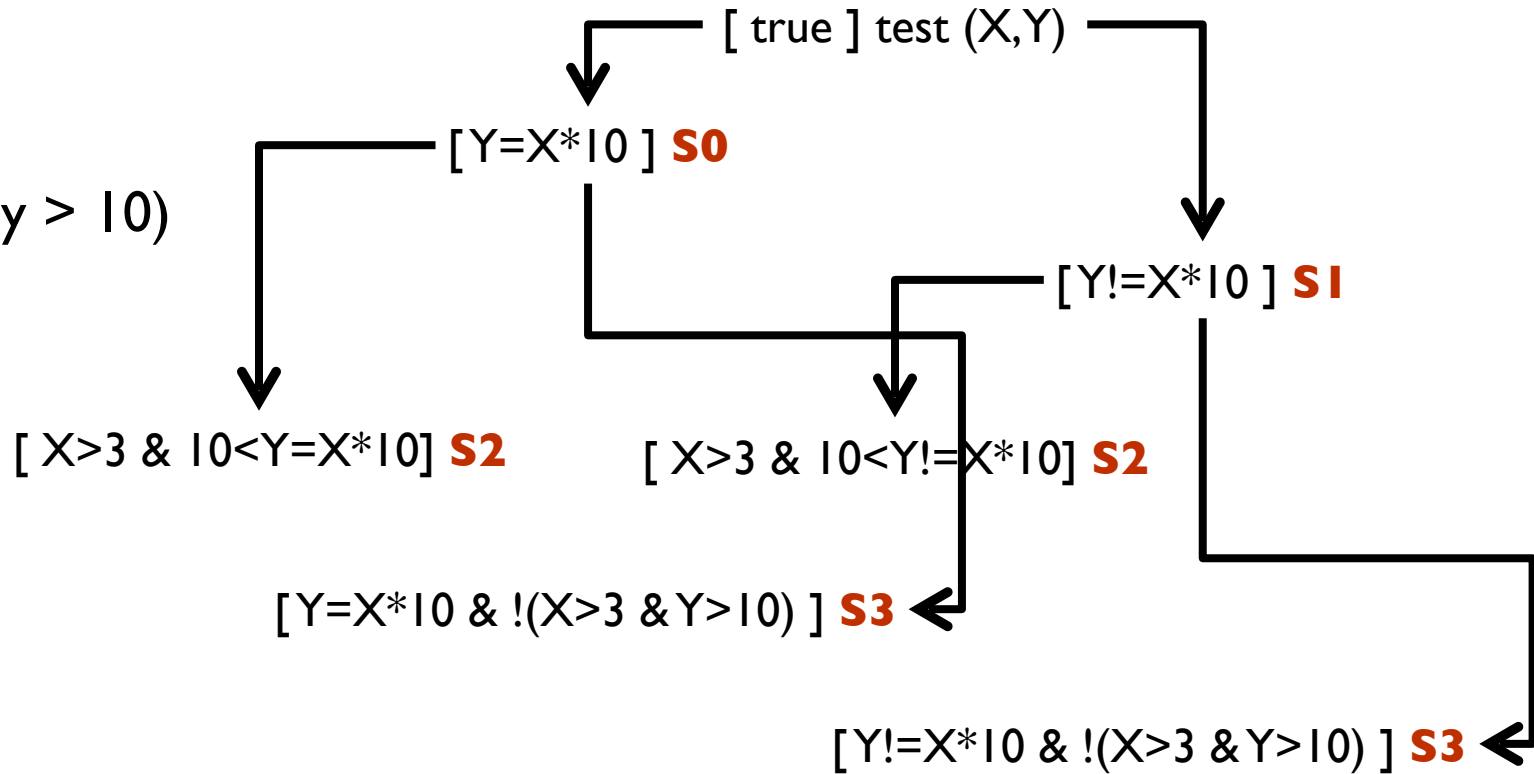 [ true ] test (X,Y)
[ Y=X*10 ] S0
y > 10)
[ Y!=X*10 ] S1
[ X>3 & 10<Y=X*10] S2
[ X>3 & 10<Y!=X*10] S2
[ Y=X*10 & !(X>3 & Y>10) ] S3
[ Y!=X*10 & !(X>3 & Y>10) ] S3